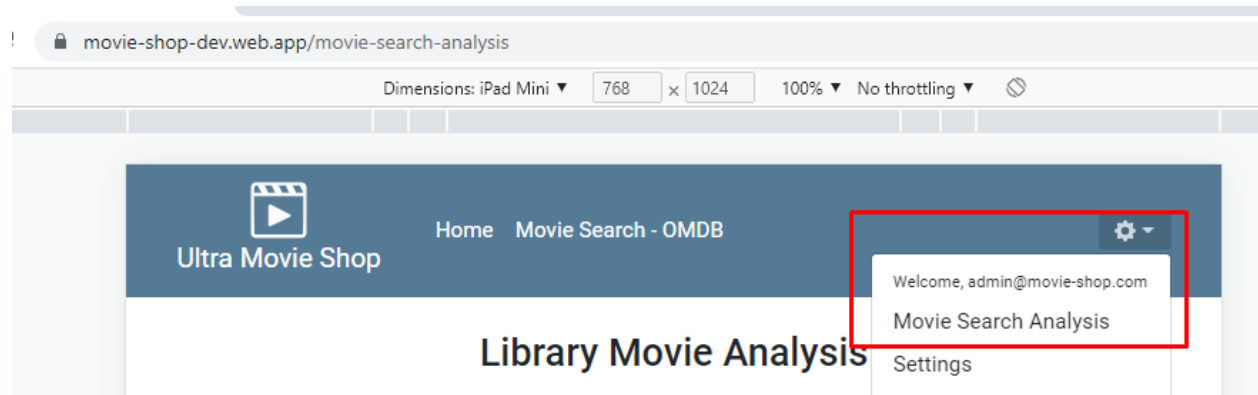 movie-shop-dev.web.app/movie-search-analysis
Dimensions: iPad Mini ▼ 768 x 1024 100% ▼ No throttling ▼
Ultra Movie Shop
Home Movie Search - OMDB
Welcome, admin@movie-shop.com
Movie Search Analysis
Library Movie Analysis
Settings